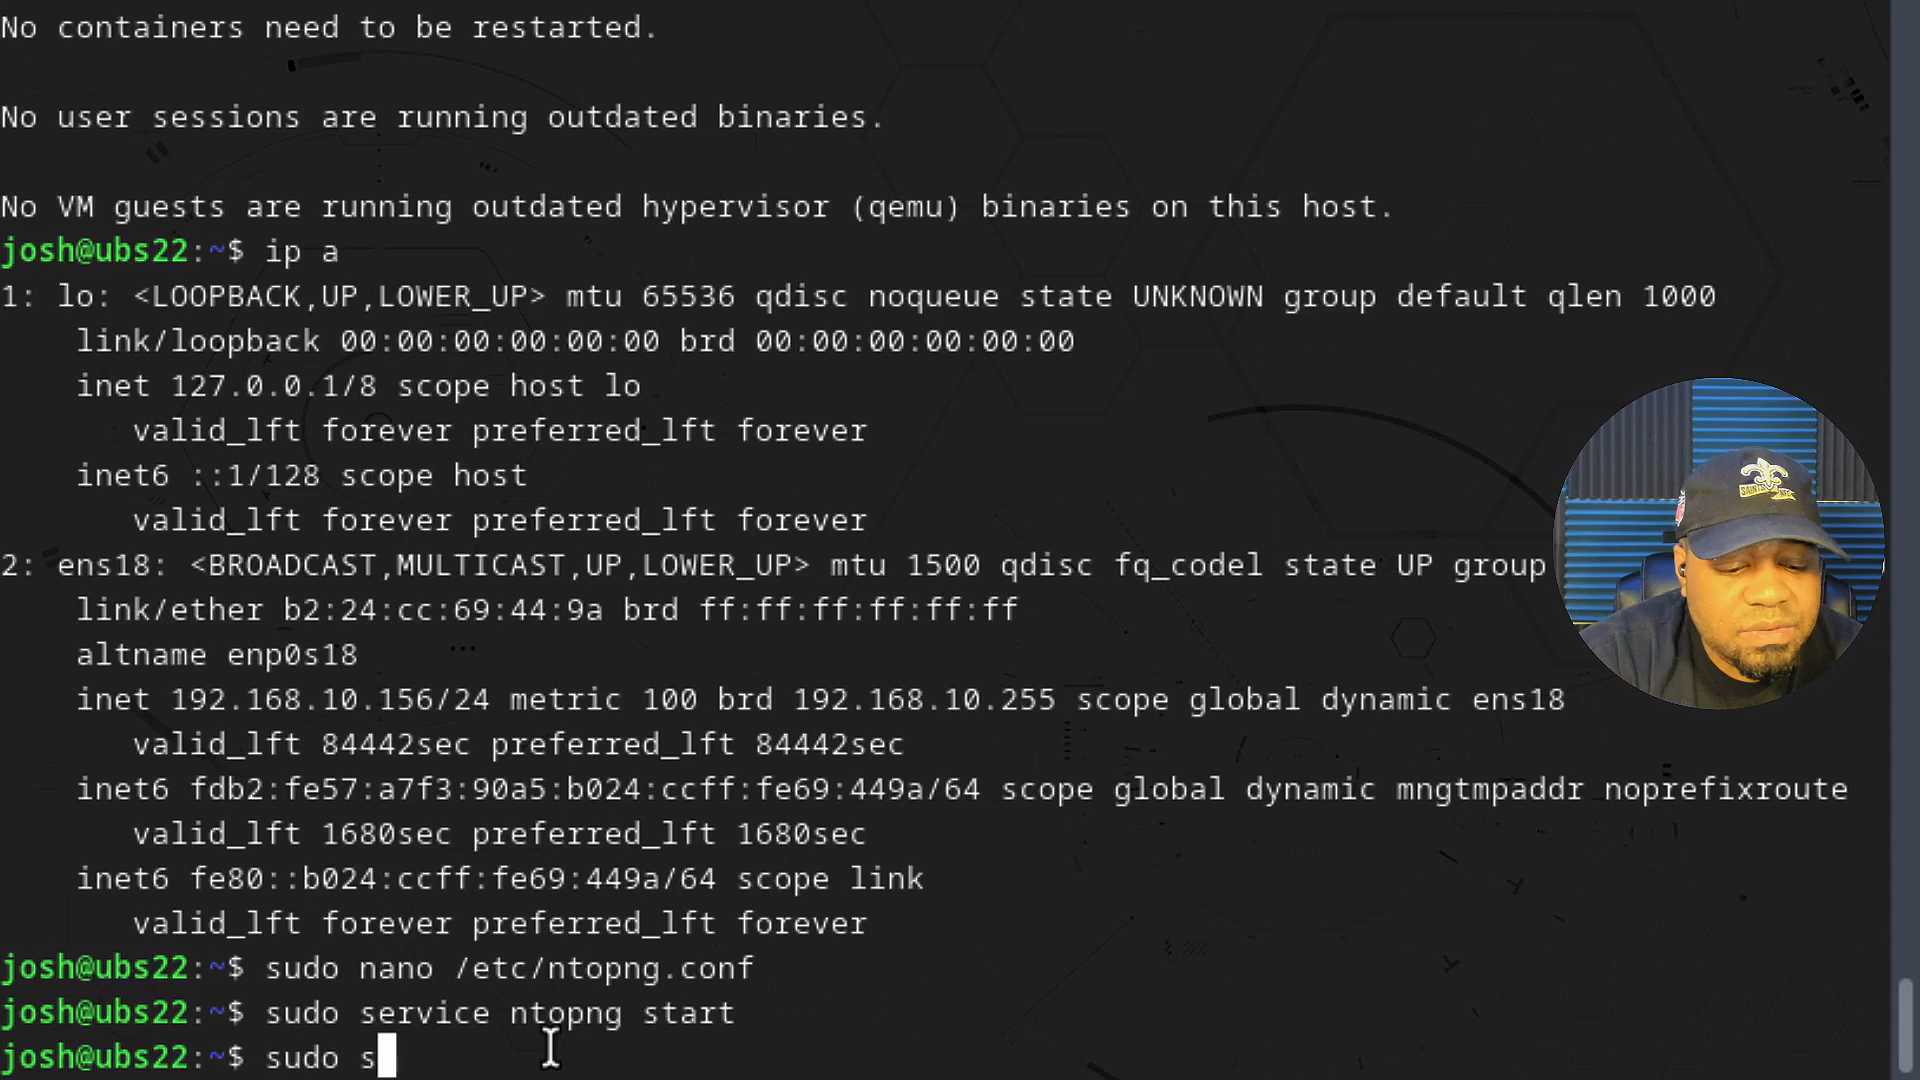 No containers need to be restarted.
No user sessions are running outdated binaries.
No VM guests are running outdated hypervisor (qemu) binaries on this host.
josh@ubs22:~$ ip a
1: lo: <LOOPBACK,UP,LOWER_UP> mtu 65536 qdisc noqueue state UNKNOWN group default qlen 1000
link/loopback 00:00:00:00:00:00 brd 00:00:00:00:00:00
inet 127.0.0.1/8 scope host lo
valid_lft forever preferred_lft forever
inet6 ::1/128 scope host
valid_lft forever preferred_lft forever
2: ens18: <BROADCAST,MULTICAST,UP,LOWER_UP> mtu 1500 qdisc fq_codel state UP group
link/ether b2:24:cc:69:44:9a brd ff:ff:ff:ff:ff:ff
altname enp0s18
inet 192.168.10.156/24 metric 100 brd 192.168.10.255 scope global dynamic ens18
valid_lft 84442sec preferred_lft 84442sec
inet6 fdb2:fe57:a7f3:90a5:b024:ccff:fe69:449a/64 scope global dynamic mngtmpaddr noprefixroute
valid_lft 1680sec preferred_lft 1680sec
inet6 fe80::b024:ccff:fe69:449a/64 scope link
valid_lft forever preferred_lft forever
josh@ubs22:~$ sudo nano /etc/ntopng.conf
josh@ubs22:~$ sudo service ntopng start
josh@ubs22:~$ sudo s
SAINTS